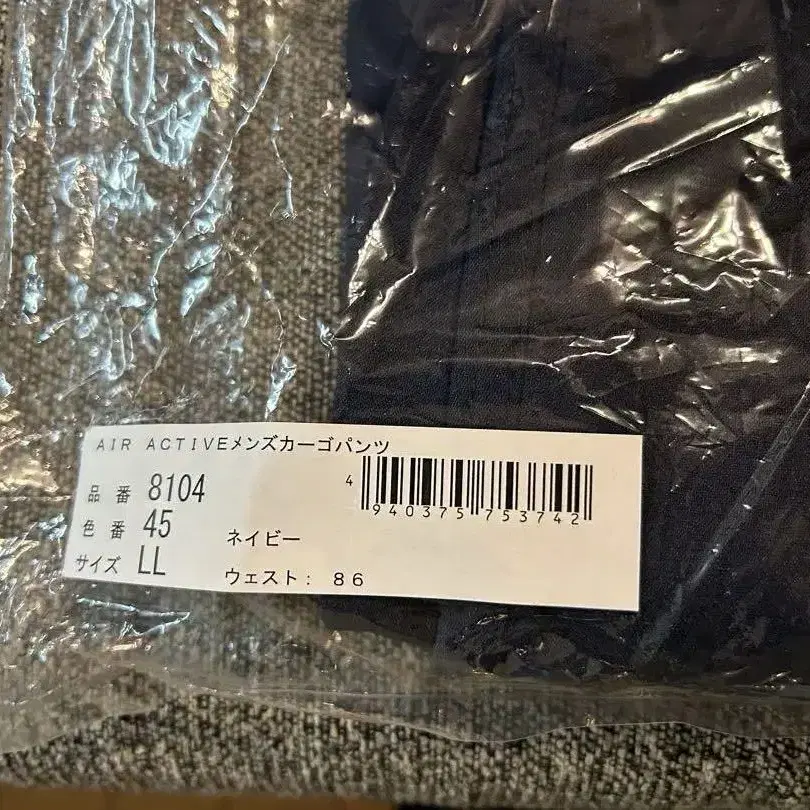 ＡＩＲ ＡＣＴＩＶＥメンズカーゴパンツ
品 番 8104
色 番 45 ネイビー
サイズ LL ウェスト： ８６
4 940375 753742